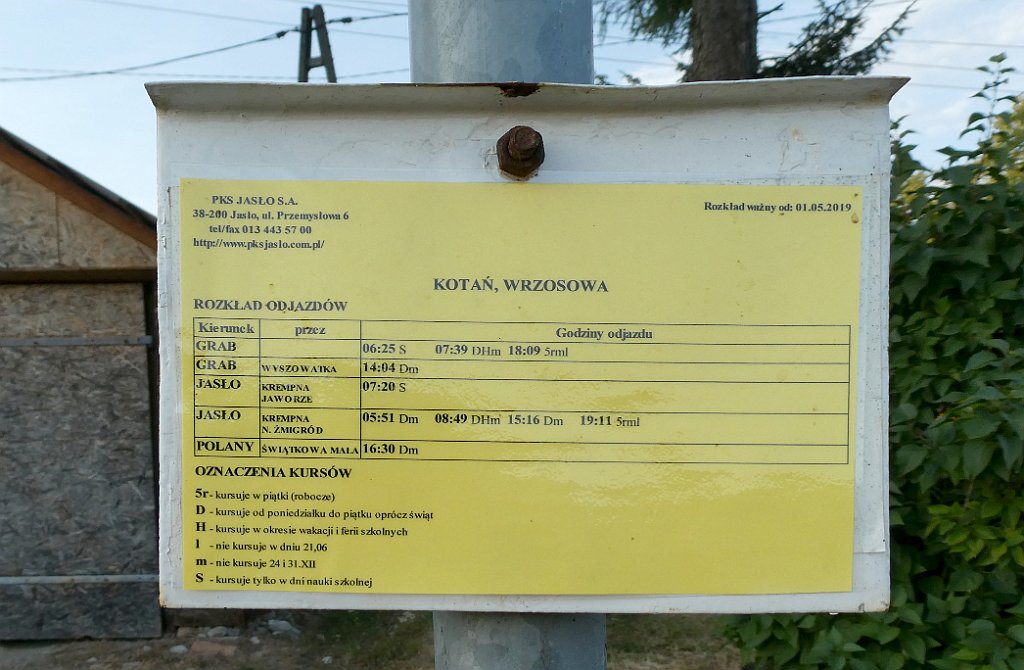 PKS JASŁO S.A.
38-200 Jasło, ul. Przemysłowa 6
tel/fax 013 443 57 00
http://www.pksjaslo.com.pl/
Rozkład ważny od: 01.05.2019
KOTAŃ, WRZOSOWA
ROZKŁAD ODJAZDÓW
Kierunek przez Godziny odjazdu
GRAB 06:25 S 07:39 DHm 18:09 5rml
GRAB WYSZOWATKA 14:04 Dm
JASŁO KREMPNA 07:20 S
JAWORZE
JASŁO KREMPNA 05:51 Dm 08:49 DHm 15:16 Dm 19:11 5rml
N. ŻMIGRÓD
POLANY ŚWIĄTKOWA MAŁA 16:30 Dm
OZNACZENIA KURSÓW
5r - kursuje w piątki (robocze)
D - kursuje od poniedziałku do piątku oprócz świąt
H - kursuje w okresie wakacji i ferii szkolnych
l - nie kursuje w dniu 21,06
m - nie kursuje 24 i 31.XII
S - kursuje tylko w dni nauki szkolnej